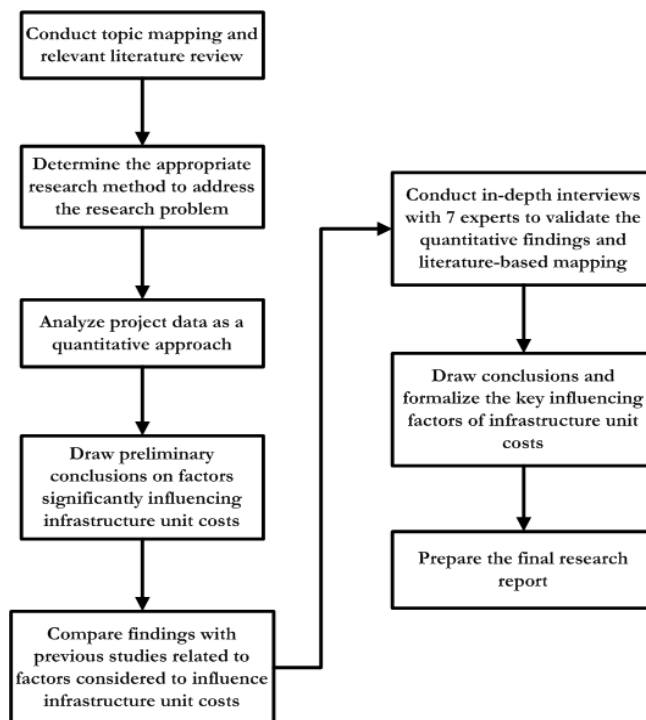 Conduct topic mapping and
relevant literature review
Determine the appropriate
research method to address
the research problem
Analyze project data as a
quantitative approach
Draw preliminary
conclusions on factors
significantly influencing
infrastructure unit costs
Compare findings with
previous studies related to
factors considered to influence
infrastructure unit costs
Conduct in-depth interviews
with 7 experts to validate the
quantitative findings and
literature-based mapping
Draw conclusions and
formalize the key influencing
factors of infrastructure unit
costs
Prepare the final research
report